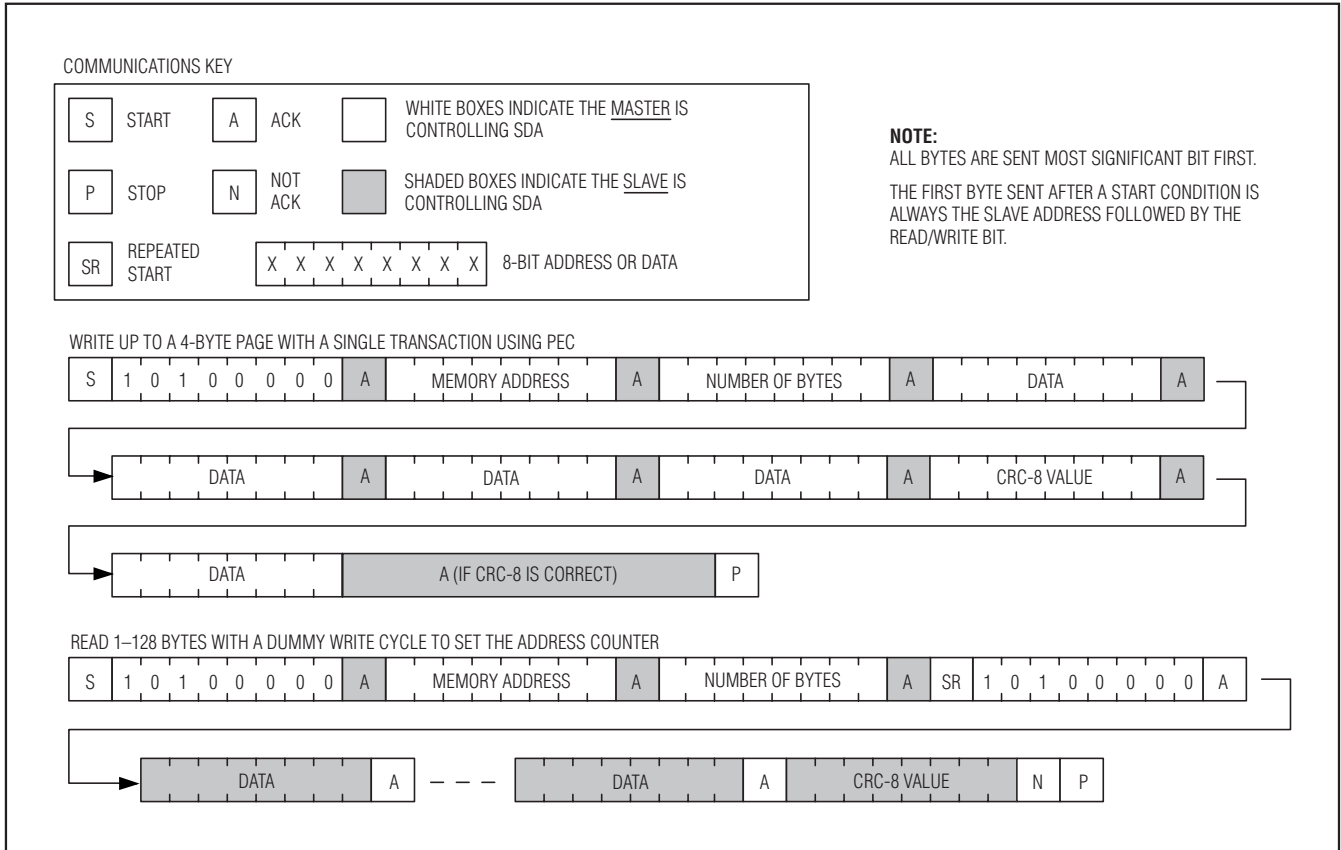 COMMUNICATIONS KEY
S START A ACK WHITE BOXES INDICATE THE MASTER IS
CONTROLLING SDA
P STOP N NOT
ACK SHADED BOXES INDICATE THE SLAVE IS
CONTROLLING SDA
SR REPEATED
START X X X X X X X X 8-BIT ADDRESS OR DATA
NOTE:
ALL BYTES ARE SENT MOST SIGNIFICANT BIT FIRST.
THE FIRST BYTE SENT AFTER A START CONDITION IS
ALWAYS THE SLAVE ADDRESS FOLLOWED BY THE
READ/WRITE BIT.
WRITE UP TO A 4-BYTE PAGE WITH A SINGLE TRANSACTION USING PEC
S 1 0 1 0 0 0 0 0 A MEMORY ADDRESS A NUMBER OF BYTES A DATA A
DATA A DATA A DATA A CRC-8 VALUE A
DATA A (IF CRC-8 IS CORRECT) P
READ 1–128 BYTES WITH A DUMMY WRITE CYCLE TO SET THE ADDRESS COUNTER
S 1 0 1 0 0 0 0 0 A MEMORY ADDRESS A NUMBER OF BYTES A SR 1 0 1 0 0 0 0 0 A
DATA A – – – DATA A CRC-8 VALUE N P